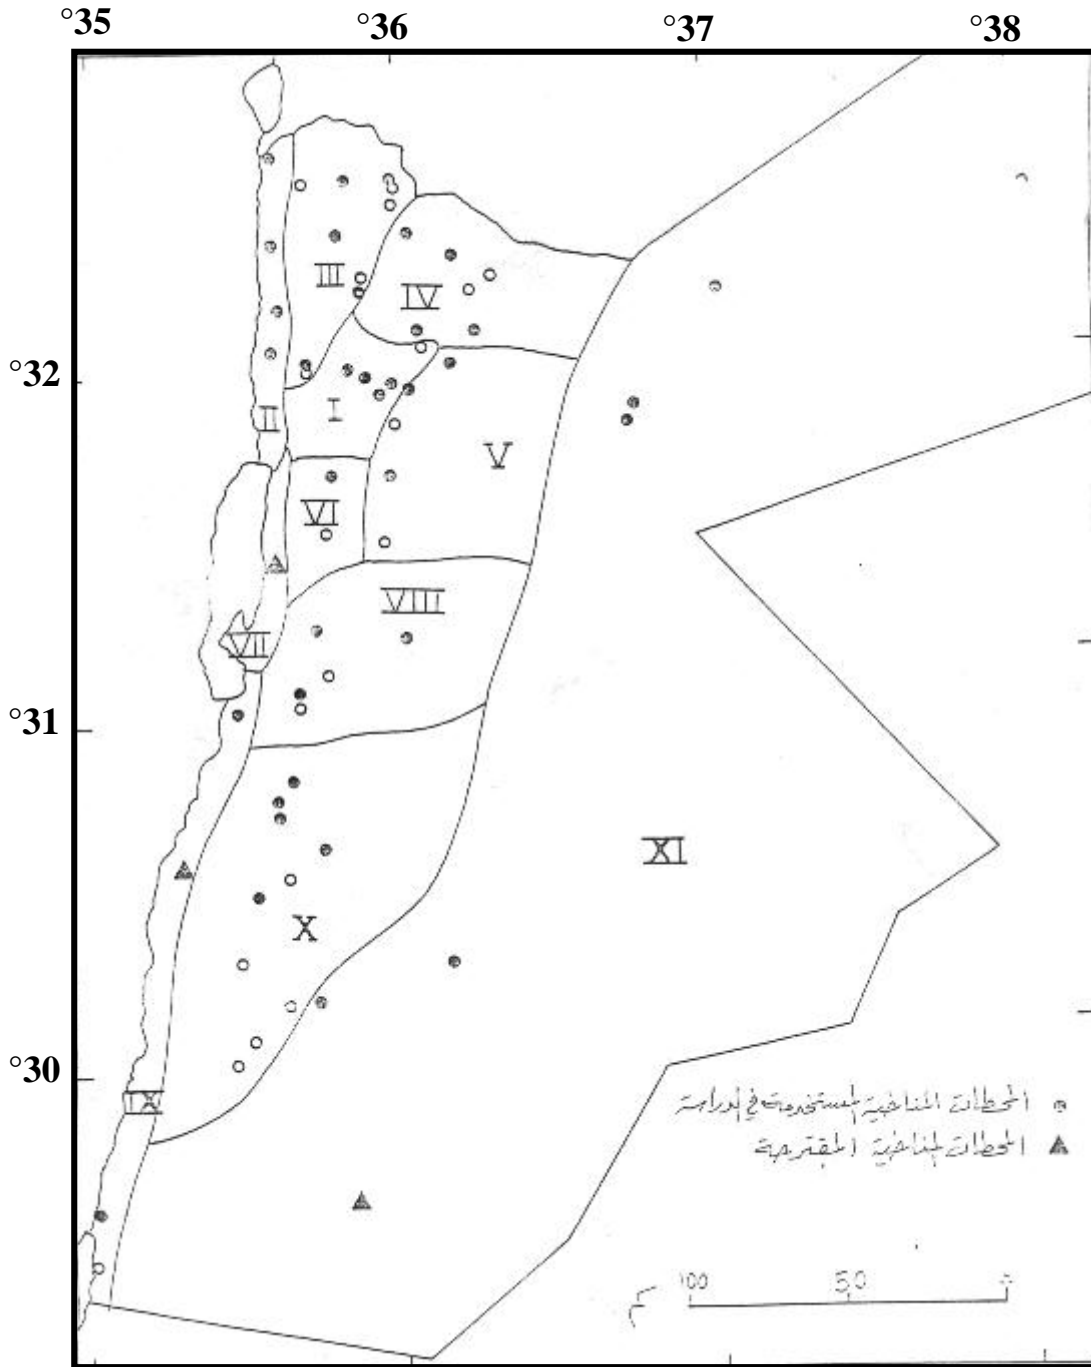 °35 °36 °37 °38
III
IV
°32
II I V
VI
VIII
VII
°31
XI
X
°30
IX
المحطات المناخية المستخدمة في الدراسة
المحطات المناخية المقترحة
100 50 0
كم